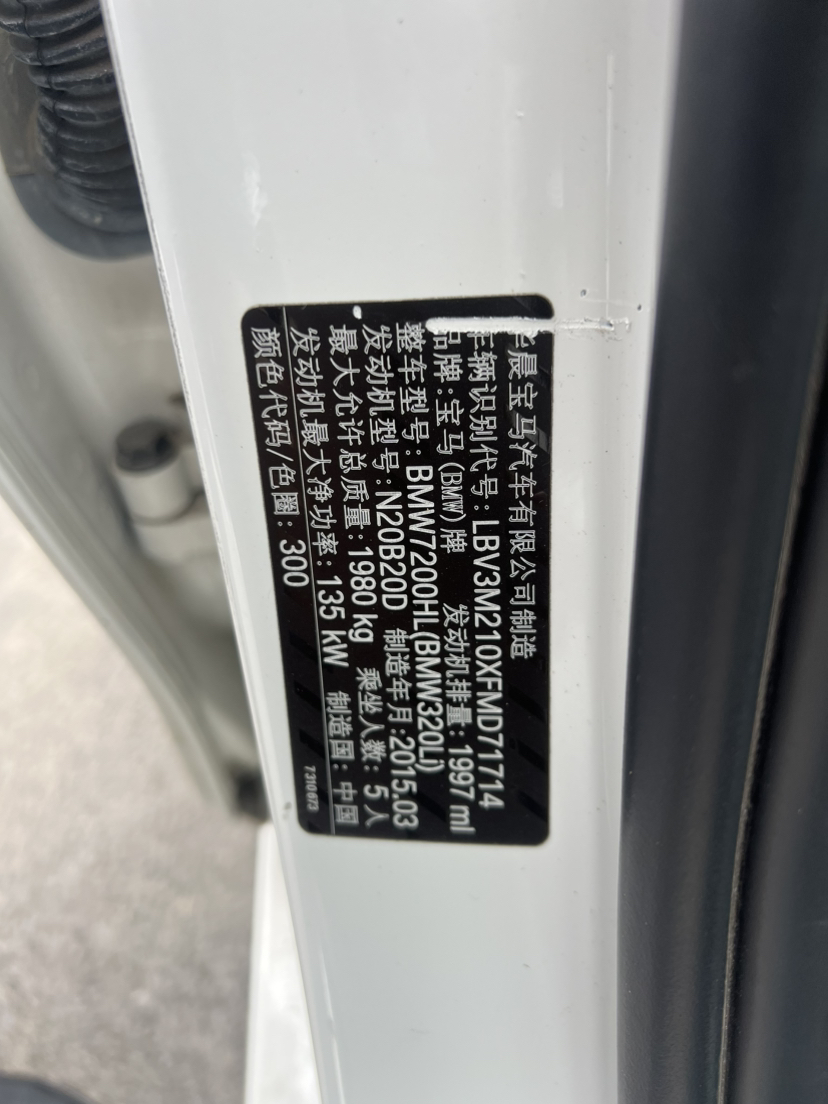 华晨宝马汽车有限公司制造
车辆识别代号：LBV3M210XFMD71714
品牌：宝马(BMW)牌 发动机排量：1997 ml
整车型号：BMW7200HL(BMW320Li)
发动机型号：N20B20D 制造年月：2015.03
最大允许总质量：1980 kg 乘坐人数：5人
发动机最大净功率：135 kW 制造国：中国
颜色代码/色圈：300
7310673